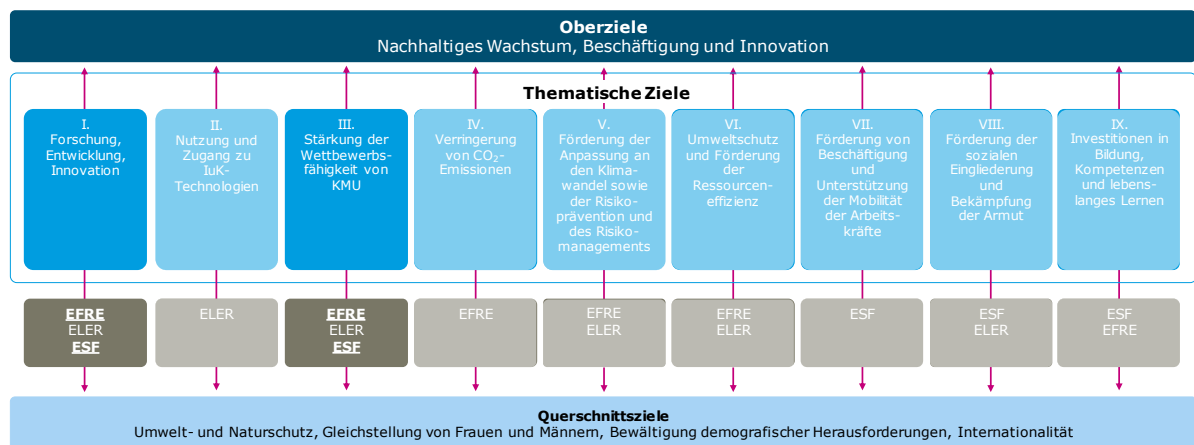 Oberziele
Nachhaltiges Wachstum, Beschäftigung und Innovation
Thematische Ziele
I.
Forschung,
Entwicklung,
Innovation
II.
Nutzung und
Zugang zu
IuK-
Technologien
III.
Stärkung der
Wettbewerbs-
fähigkeit von
KMU
IV.
Verringerung
von CO₂-
Emissionen
V.
Förderung der
Anpassung an
den Klima-
wandel sowie
der Risiko-
prävention und
des Risiko-
managements
VI.
Umweltschutz
und Förderung
der
Ressourcen-
effizienz
VII.
Förderung von
Beschäftigung
und
Unterstützung
der Mobilität
der Arbeits-
kräfte
VIII.
Förderung der
sozialen
Eingliederung
und
Bekämpfung
der Armut
IX.
Investitionen in
Bildung,
Kompetenzen
und lebens-
langes Lernen
EFRE
ELER
ESF
ELER
EFRE
ELER
ESF
EFRE
EFRE
ELER
EFRE
ELER
ESF
ESF
ELER
ESF
EFRE
Querschnittsziele
Umwelt- und Naturschutz, Gleichstellung von Frauen und Männern, Bewältigung demografischer Herausforderungen, Internationalität